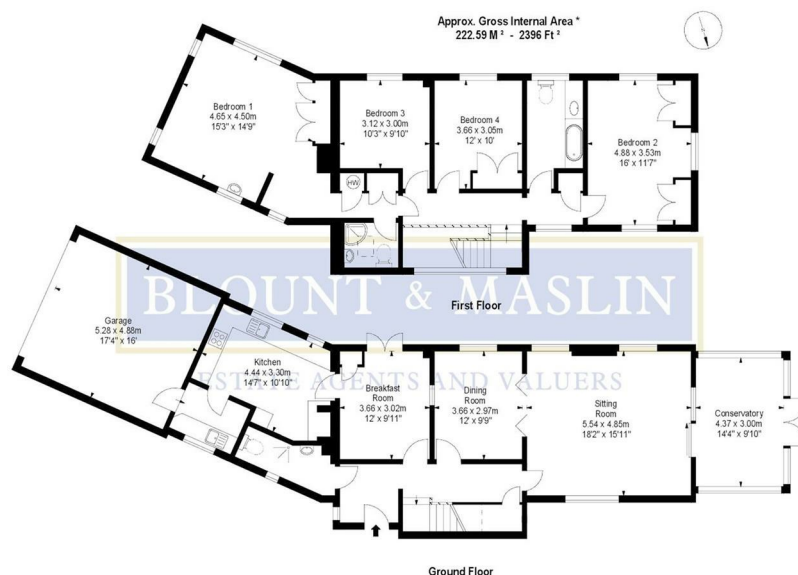 Approx. Gross Internal Area *
222.59 M ² - 2396 Ft ²
Bedroom 1
4.65 x 4.50m
15'3" x 14'9"
Bedroom 3
3.12 x 3.00m
10'3" x 9'10"
Bedroom 4
3.66 x 3.05m
12' x 10'
Bedroom 2
4.88 x 3.53m
16' x 11'7"
HW
BLOUNT & MASLIN
First Floor
ESTATE AGENTS AND VALUERS
Garage
5.28 x 4.88m
17'4" x 16'
Kitchen
4.44 x 3.30m
14'7" x 10'10"
Breakfast
Room
3.66 x 3.02m
12' x 9'11"
Dining
Room
3.66 x 2.97m
12' x 9'9"
Sitting
Room
5.54 x 4.85m
18'2" x 15'11"
Conservatory
4.37 x 3.00m
14'4" x 9'10"
Ground Floor